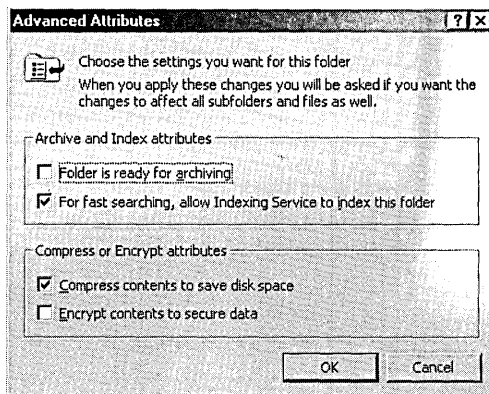 Advanced Attributes
Choose the settings you want for this folder
When you apply these changes you will be asked if you want the
changes to affect all subfolders and files as well.
Archive and Index attributes
Folder is ready for archiving
For fast searching, allow Indexing Service to index this folder
Compress or Encrypt attributes
Compress contents to save disk space
Encrypt contents to secure data
OK
Cancel